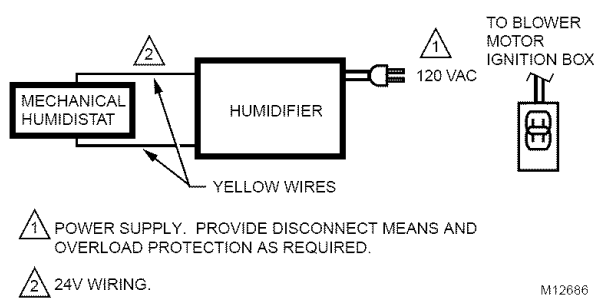 2
1
120 VAC
TO BLOWER
MOTOR
IGNITION BOX
MECHANICAL
HUMIDISTAT
HUMIDIFIER
YELLOW WIRES
1 POWER SUPPLY. PROVIDE DISCONNECT MEANS AND
OVERLOAD PROTECTION AS REQUIRED.
2 24V WIRING.
M12686